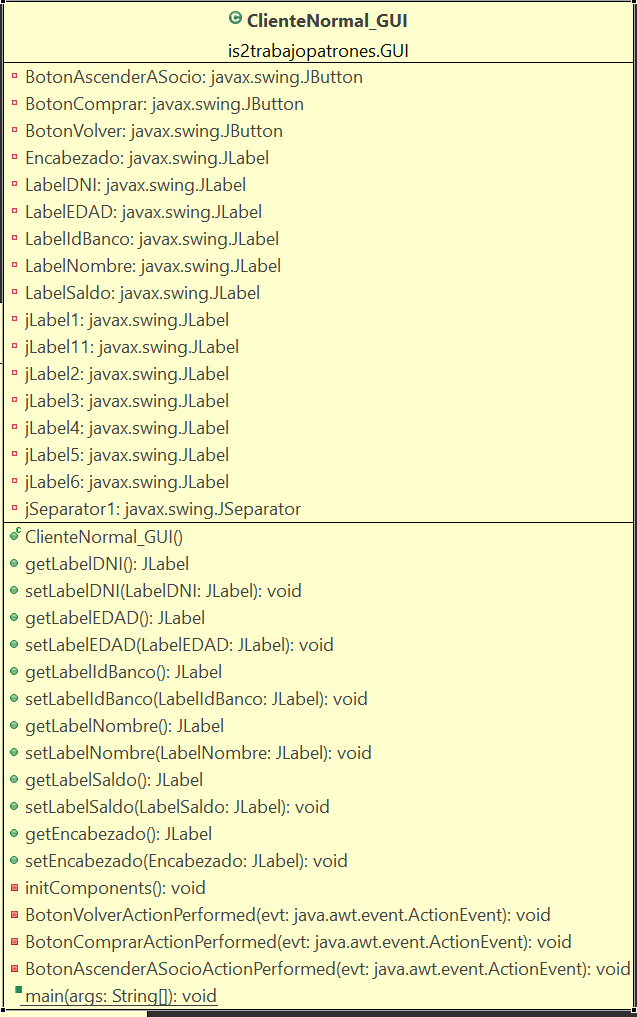 ClienteNormal_GUI
is2trabajopatrones.GUI
BotonAscenderASocio: javax.swing.JButton
BotonComprar: javax.swing.JButton
BotonVolver: javax.swing.JButton
Encabezado: javax.swing.JLabel
LabelDNI: javax.swing.JLabel
LabelEDAD: javax.swing.JLabel
LabelIdBanco: javax.swing.JLabel
LabelNombre: javax.swing.JLabel
LabelSaldo: javax.swing.JLabel
jLabel1: javax.swing.JLabel
jLabel11: javax.swing.JLabel
jLabel2: javax.swing.JLabel
jLabel3: javax.swing.JLabel
jLabel4: javax.swing.JLabel
jLabel5: javax.swing.JLabel
jLabel6: javax.swing.JLabel
jSeparator1: javax.swing.JSeparator
ClienteNormal_GUI()
getLabelDNI(): JLabel
setLabelDNI(LabelDNI: JLabel): void
getLabelEDAD(): JLabel
setLabelEDAD(LabelEDAD: JLabel): void
getLabelIdBanco(): JLabel
setLabelIdBanco(LabelIdBanco: JLabel): void
getLabelNombre(): JLabel
setLabelNombre(LabelNombre: JLabel): void
getLabelSaldo(): JLabel
setLabelSaldo(LabelSaldo: JLabel): void
getEncabezado(): JLabel
setEncabezado(Encabezado: JLabel): void
initComponents(): void
BotonVolverActionPerformed(evt: java.awt.event.ActionEvent): void
BotonComprarActionPerformed(evt: java.awt.event.ActionEvent): void
BotonAscenderASocioActionPerformed(evt: java.awt.event.ActionEvent): void
main(args: String[]): void